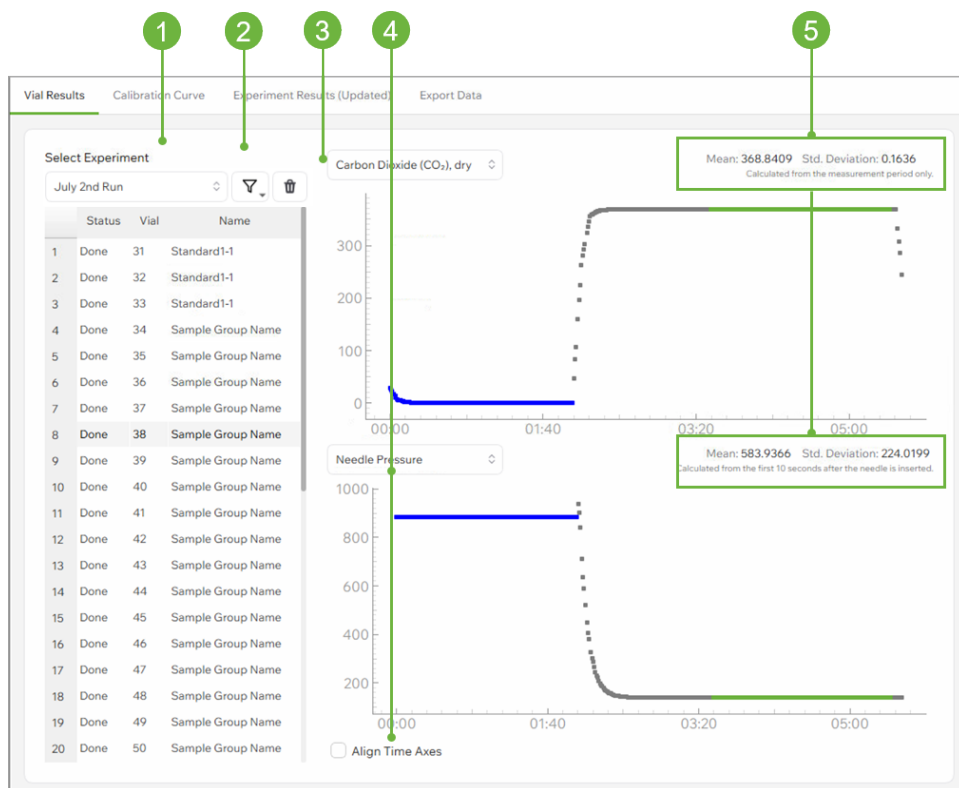 1 2 3 4 5
Vial Results Calibration Curve Experiment Results (Updated) Export Data
Select Experiment
July 2nd Run
Status Vial Name
1 Done 31 Standard1-1
2 Done 32 Standard1-1
3 Done 33 Standard1-1
4 Done 34 Sample Group Name
5 Done 35 Sample Group Name
6 Done 36 Sample Group Name
7 Done 37 Sample Group Name
8 Done 38 Sample Group Name
9 Done 39 Sample Group Name
10 Done 40 Sample Group Name
11 Done 41 Sample Group Name
12 Done 42 Sample Group Name
13 Done 43 Sample Group Name
14 Done 44 Sample Group Name
15 Done 45 Sample Group Name
16 Done 46 Sample Group Name
17 Done 47 Sample Group Name
18 Done 48 Sample Group Name
19 Done 49 Sample Group Name
20 Done 50 Sample Group Name
Carbon Dioxide (CO₂), dry
Mean: 368.8409 Std. Deviation: 0.1636
Calculated from the measurement period only.
300
200
100
0
00:00 01:40 03:20 05:00
Needle Pressure
Mean: 583.9366 Std. Deviation: 224.0199
Calculated from the first 10 seconds after the needle is inserted.
1000
800
600
400
200
00:00 01:40 03:20 05:00
Align Time Axes